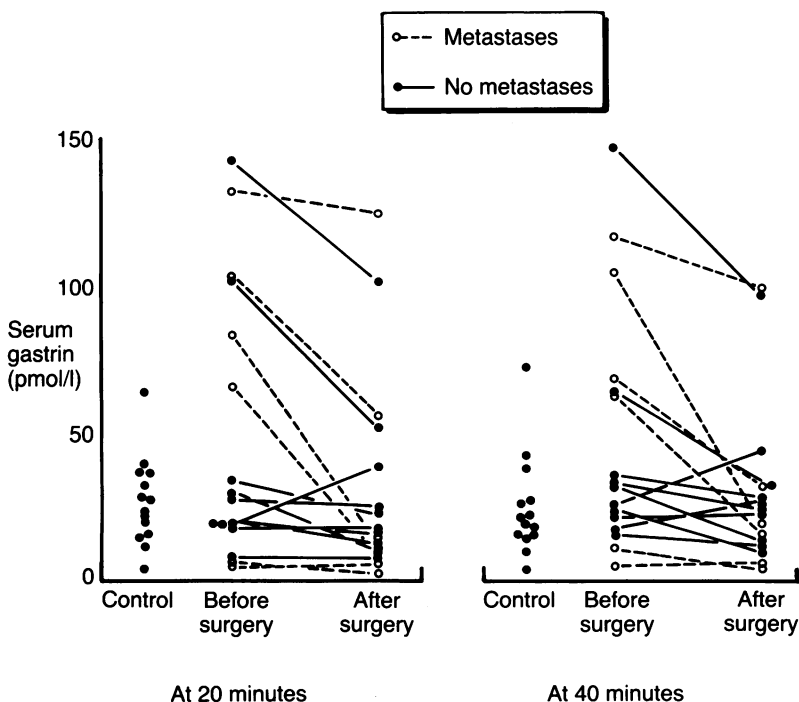 Metastases
No metastases
150
100
50
0
Serum
gastrin
(pmol/l)
Control
Before
surgery
After
surgery
At 20 minutes
Control
Before
surgery
After
surgery
At 40 minutes